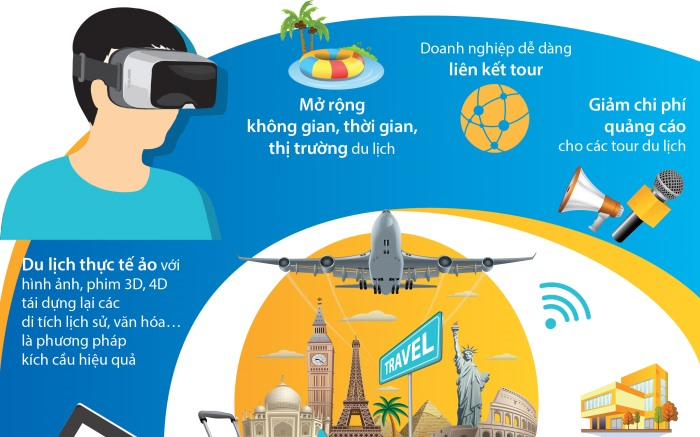 Mở rộng
không gian, thời gian,
thị trường du lịch
Doanh nghiệp dễ dàng
liên kết tour
Giảm chi phí
quảng cáo
cho các tour du lịch
Du lịch thực tế ảo với
hình ảnh, phim 3D, 4D
tái dựng lại các
di tích lịch sử, văn hóa...
là phương pháp
kích cầu hiệu quả
TRAVEL